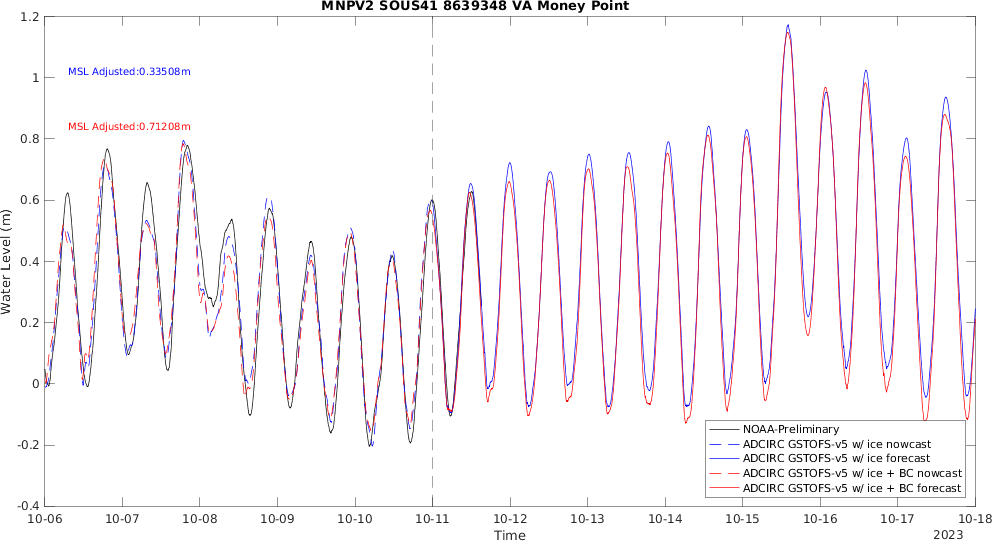 MNPV2 SOUS41 8639348 VA Money Point
1.2
1
0.8
0.6
0.4
0.2
0
-0.2
-0.4
Water Level (m)
MSL Adjusted:0.33508m
MSL Adjusted:0.71208m
NOAA-Preliminary
ADCIRC GSTOFS-v5 w/ ice nowcast
ADCIRC GSTOFS-v5 w/ ice forecast
ADCIRC GSTOFS-v5 w/ ice + BC nowcast
ADCIRC GSTOFS-v5 w/ ice + BC forecast
10-06 10-07 10-08 10-09 10-10 10-11 10-12 10-13 10-14 10-15 10-16 10-17 10-18
Time
2023